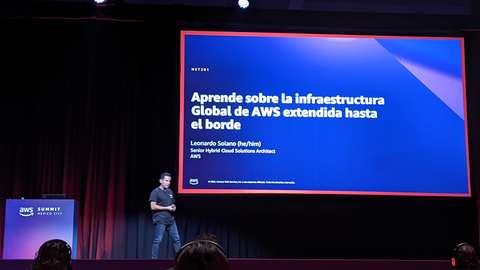 NET201
Aprende sobre la infraestructura
Global de AWS extendida hasta
el borde
Leonardo Solano (he/him)
Senior Hybrid Cloud Solutions Architect
AWS
aws
aws SUMMIT
MEXICO CITY